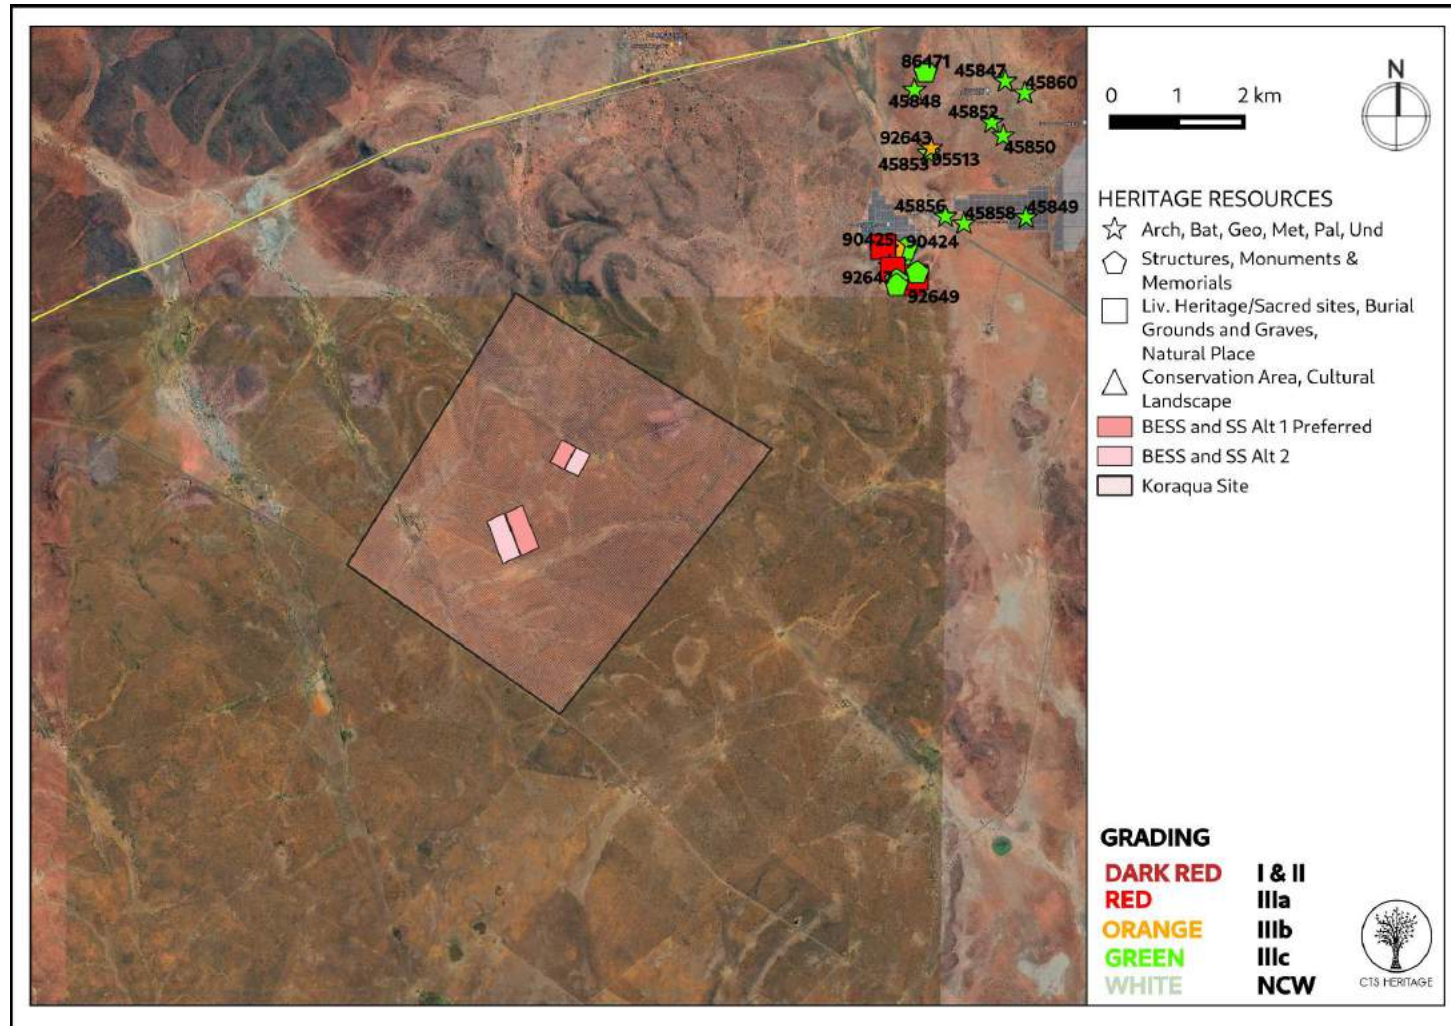 86471
45847
45860
45848
45852
45850
92643
45853
95513
45856
45858
45849
90425
90424
92649
0 1 2 km
N
HERITAGE RESOURCES
Arch, Bat, Geo, Met, Pal, Und
Structures, Monuments &
Memorials
Liv. Heritage/Sacred sites, Burial
Grounds and Graves,
Natural Place
Conservation Area, Cultural
Landscape
BESS and SS Alt 1 Preferred
BESS and SS Alt 2
Koraqua Site
GRADING
DARK RED I & II
RED IIIa
ORANGE IIIb
GREEN IIIc
WHITE NCW
CTS HERITAGE